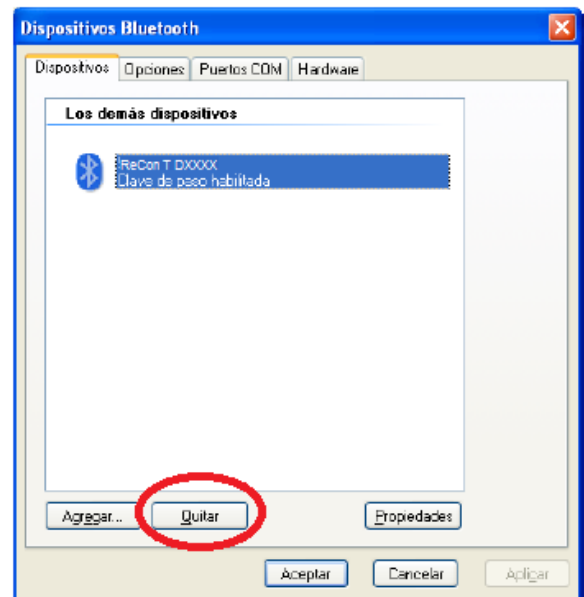 Dispositivos Bluetooth
Dispositivos Opciones Puertos COM Hardware
Los demás dispositivos
ReCon T DXXXX
Clave de paso habilitada
Agregar... Quitar Propiedades
Aceptar Cancelar Aplicar